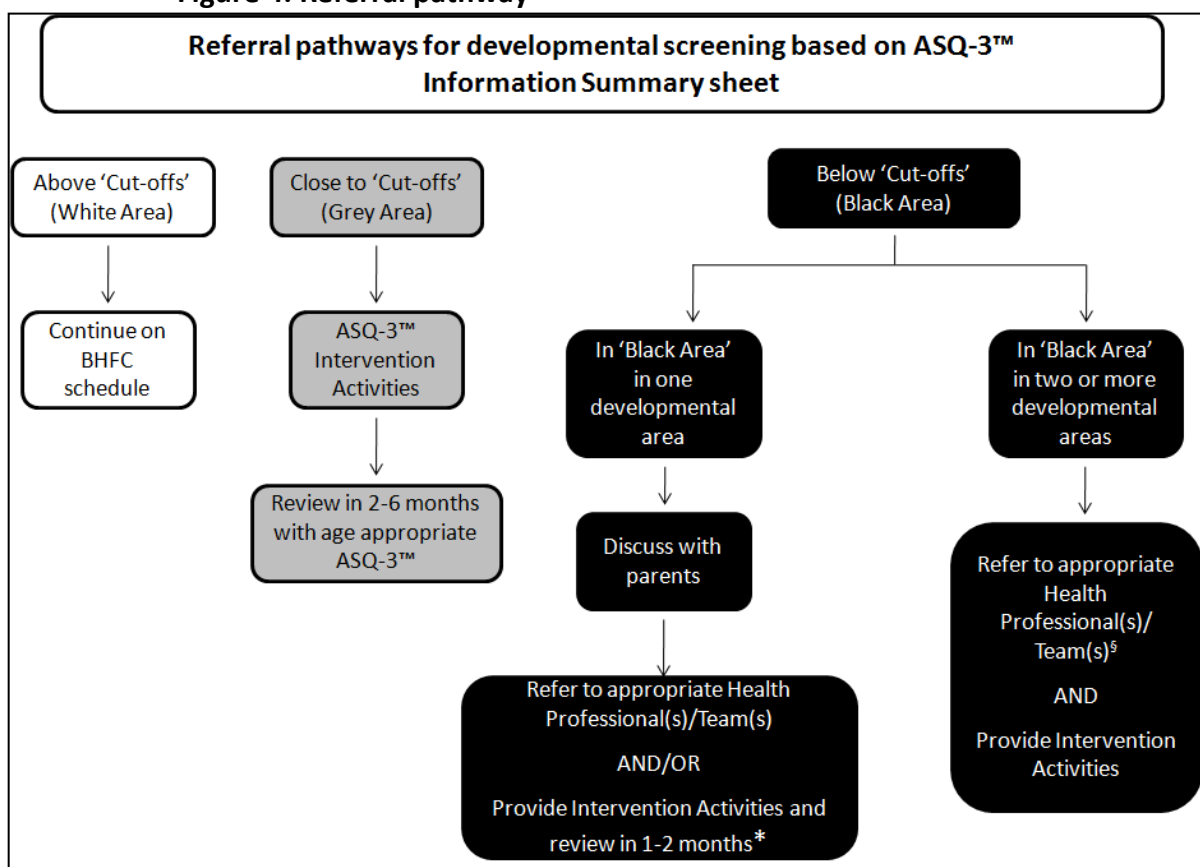 Referral pathways for developmental screening based on ASQ-3™
Information Summary sheet
Above ‘Cut-offs’
(White Area)
Continue on
BHFC
schedule
Close to ‘Cut-offs’
(Grey Area)
ASQ-3™
Intervention
Activities
Review in 2-6 months
with age appropriate
ASQ-3™
Below ‘Cut-offs’
(Black Area)
In ‘Black Area’
in one
developmental
area
Discuss with
parents
Refer to appropriate Health
Professional(s)/Team(s)
AND/OR
Provide Intervention Activities and
review in 1-2 months*
In ‘Black Area’
in two or more
developmental
areas
Refer to appropriate
Health
Professional(s)/
Team(s)§
AND
Provide Intervention
Activities